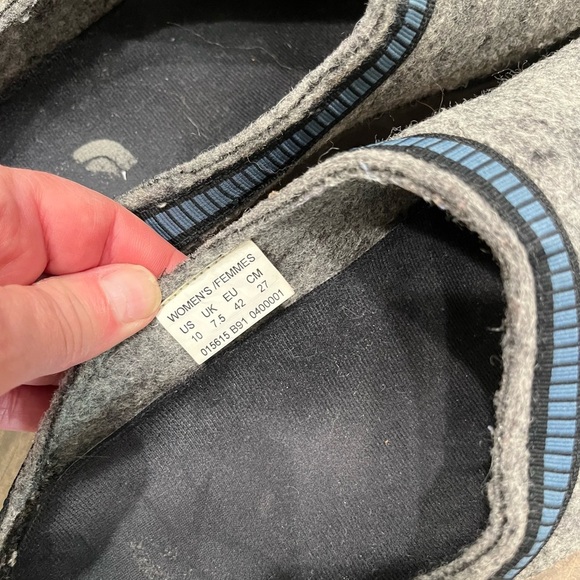 WOMEN'S /FEMMES
US UK EU CM
10 7.5 42 27
015615 B91 0400001